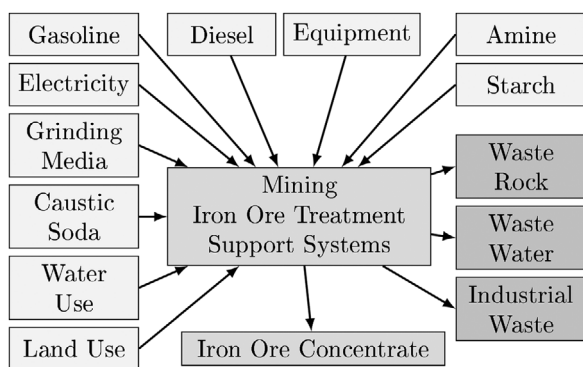 Gasoline
Diesel
Equipment
Amine
Electricity
Starch
Grinding
Media
Waste
Rock
Mining
Iron Ore Treatment
Support Systems
Caustic
Soda
Waste
Water
Water
Use
Industrial
Waste
Land Use
Iron Ore Concentrate